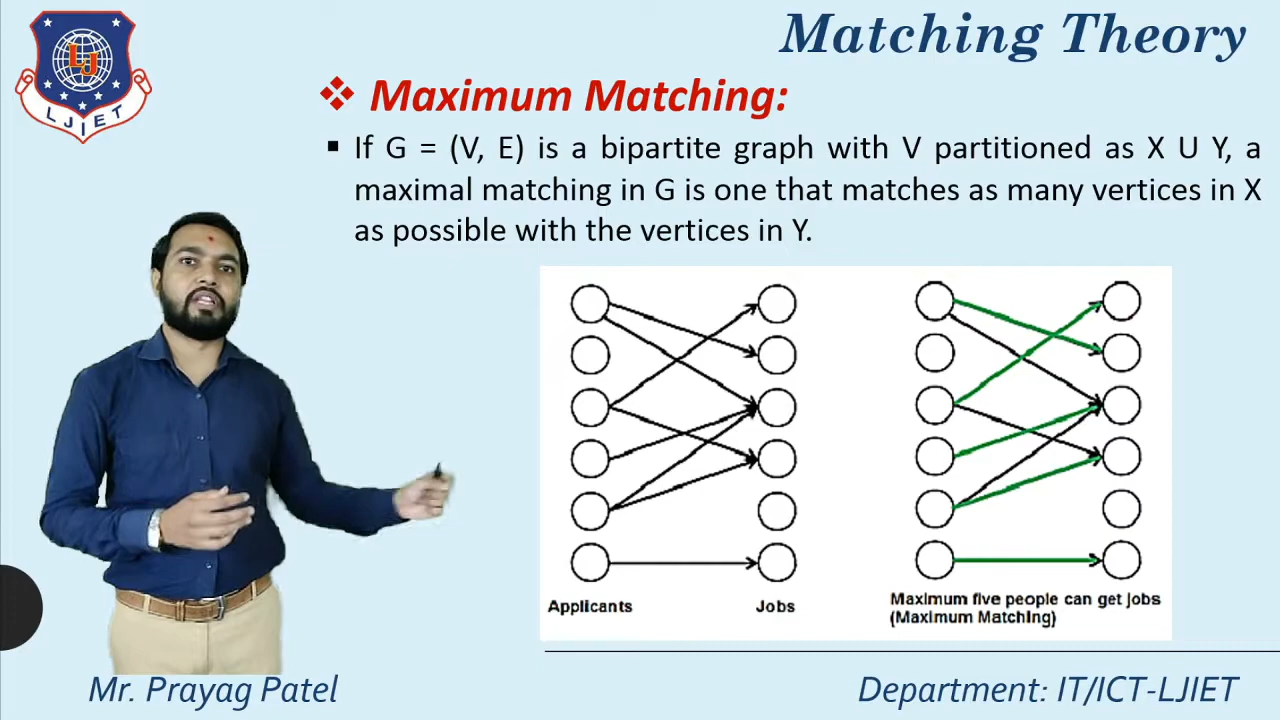 Matching Theory
LJIET
LJ
❖ Maximum Matching:
▪ If G = (V, E) is a bipartite graph with V partitioned as X U Y, a
maximal matching in G is one that matches as many vertices in X
as possible with the vertices in Y.
Applicants
Jobs
Maximum five people can get jobs
(Maximum Matching)
Mr. Prayag Patel
Department: IT/ICT-LJIET